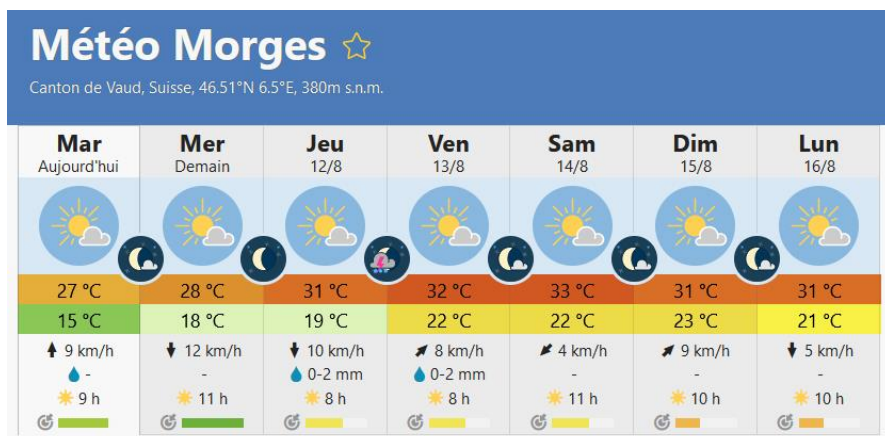 Météo Morges
Canton de Vaud, Suisse, 46.51°N 6.5°E, 380m s.n.m.
Mar Mer Jeu Ven Sam Dim Lun
Aujourd'hui Demain 12/8 13/8 14/8 15/8 16/8
27 °C 28 °C 31 °C 32 °C 33 °C 31 °C 31 °C
15 °C 18 °C 19 °C 22 °C 22 °C 23 °C 21 °C
9 km/h 12 km/h 10 km/h 8 km/h 4 km/h 9 km/h 5 km/h
- - 0-2 mm 0-2 mm - - -
9 h 11 h 8 h 8 h 11 h 10 h 10 h